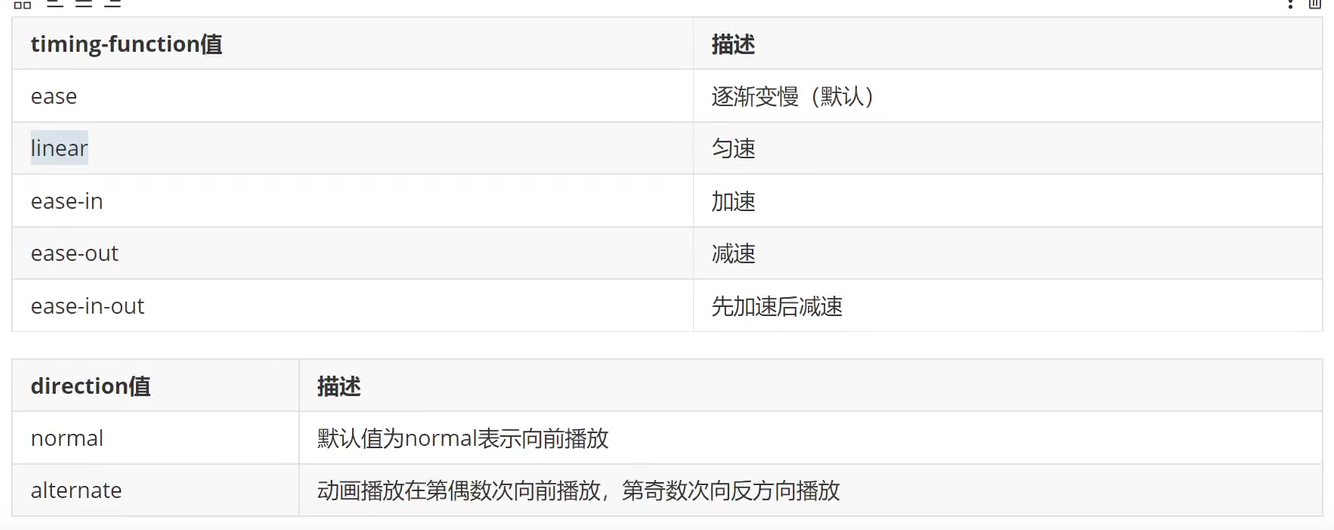 timing-function值 描述
ease 逐渐变慢（默认）
linear 匀速
ease-in 加速
ease-out 减速
ease-in-out 先加速后减速
direction值 描述
normal 默认值为normal表示向前播放
alternate 动画播放在第偶数次向前播放，第奇数次向反方向播放